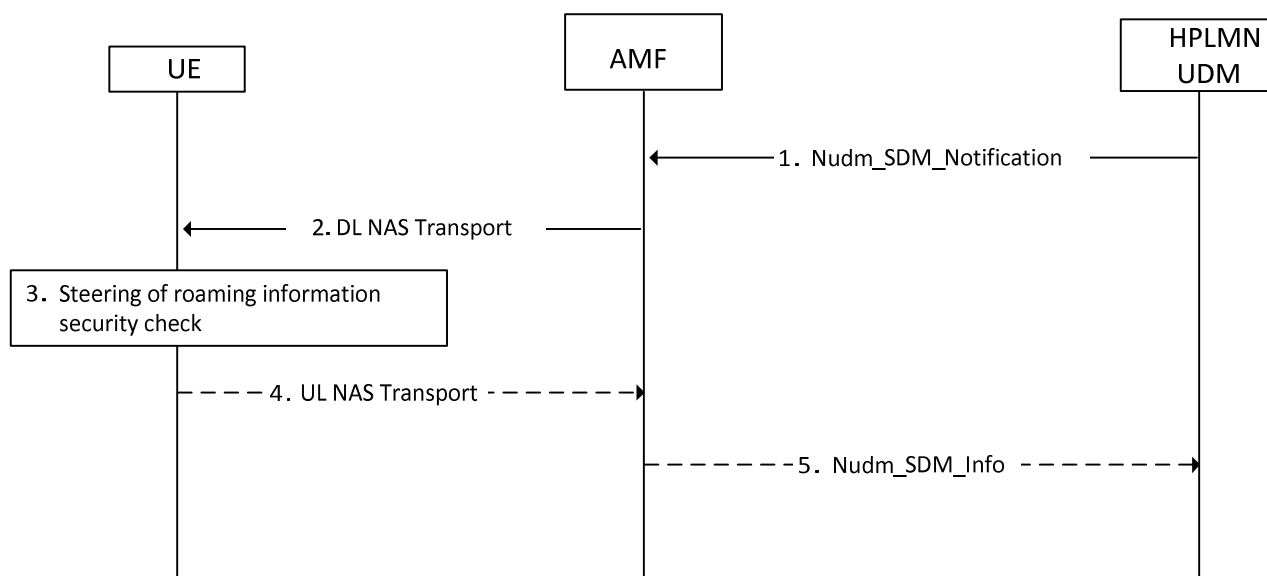 UE
AMF
HPLMN
UDM
1. Nudm_SDM_Notification
2. DL NAS Transport
3. Steering of roaming information
security check
4. UL NAS Transport
5. Nudm_SDM_Info